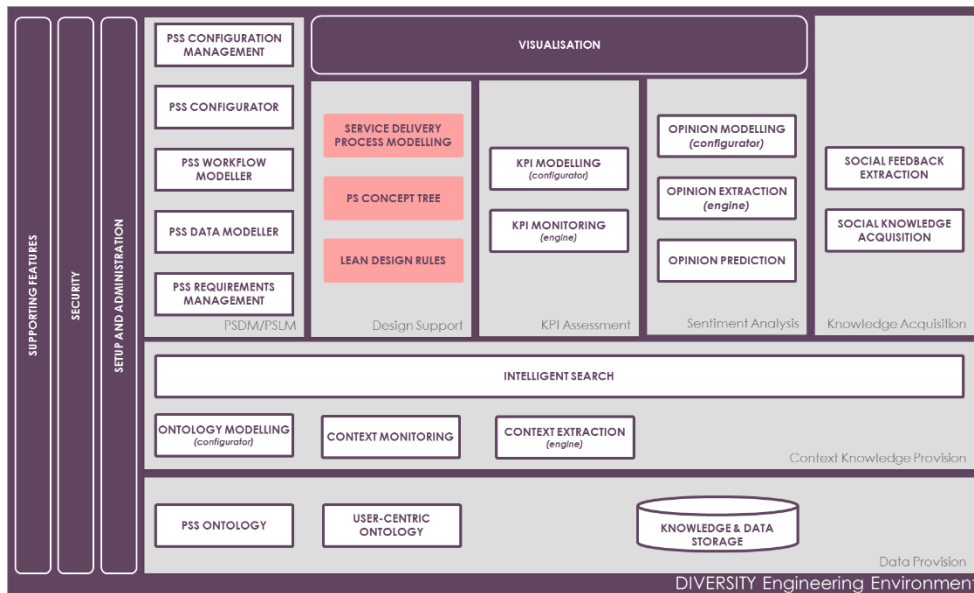 SUPPORTING FEATURES
SECURITY
SETUP AND ADMINISTRATION
PSS CONFIGURATION
MANAGEMENT
PSS CONFIGURATOR
PSS WORKFLOW
MODELLER
PSS DATA MODELLER
PSS REQUIREMENTS
MANAGEMENT
PSDM/PSLM
VISUALISATION
SERVICE DELIVERY
PROCESS MODELLING
PS CONCEPT TREE
LEAN DESIGN RULES
Design Support
KPI MODELLING
(configurator)
KPI MONITORING
(engine)
KPI Assessment
OPINION MODELLING
(configurator)
OPINION EXTRACTION
(engine)
OPINION PREDICTION
Sentiment Analysis
SOCIAL FEEDBACK
EXTRACTION
SOCIAL KNOWLEDGE
ACQUISITION
Knowledge Acquisition
INTELLIGENT SEARCH
ONTOLOGY MODELLING
(configurator)
CONTEXT MONITORING
CONTEXT EXTRACTION
(engine)
Context Knowledge Provision
PSS ONTOLOGY
USER-CENTRIC
ONTOLOGY
KNOWLEDGE & DATA
STORAGE
Data Provision
DIVERSITY Engineering Environment